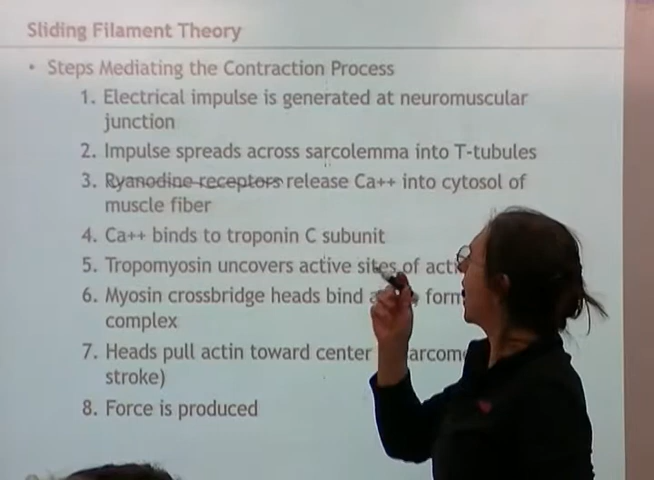 Sliding Filament Theory
• Steps Mediating the Contraction Process
1. Electrical impulse is generated at neuromuscular
junction
2. Impulse spreads across sarcolemma into T-tubules
3. Ryanodine receptors release Ca++ into cytosol of
muscle fiber
4. Ca++ binds to troponin C subunit
5. Tropomyosin uncovers active sites of
6. Myosin crossbridge heads bind
complex
7. Heads pull actin toward center
stroke)
8. Force is produced